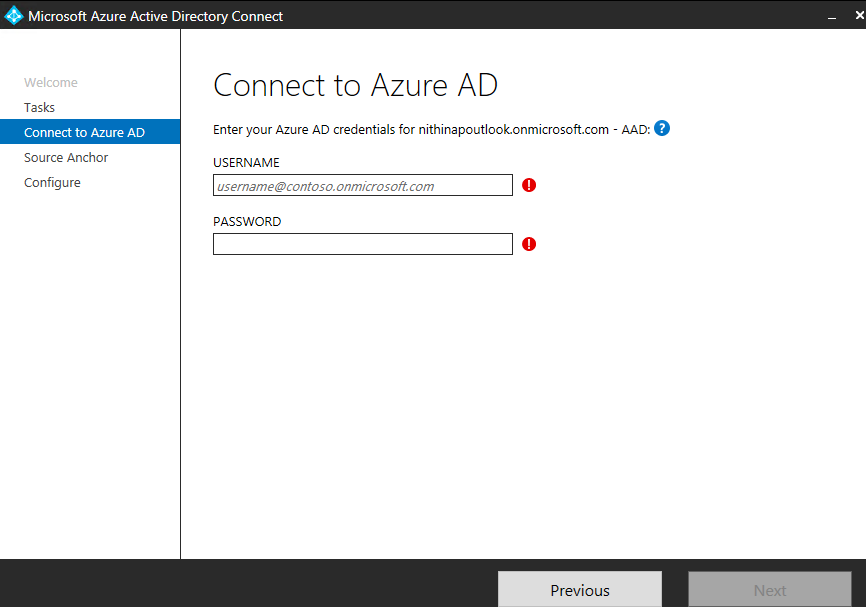 Microsoft Azure Active Directory Connect
Welcome
Tasks
Connect to Azure AD
Source Anchor
Configure
Connect to Azure AD
Enter your Azure AD credentials for nithinapoutlook.onmicrosoft.com - AAD: ?
USERNAME
username@contoso.onmicrosoft.com
!
PASSWORD
!
Previous
Next